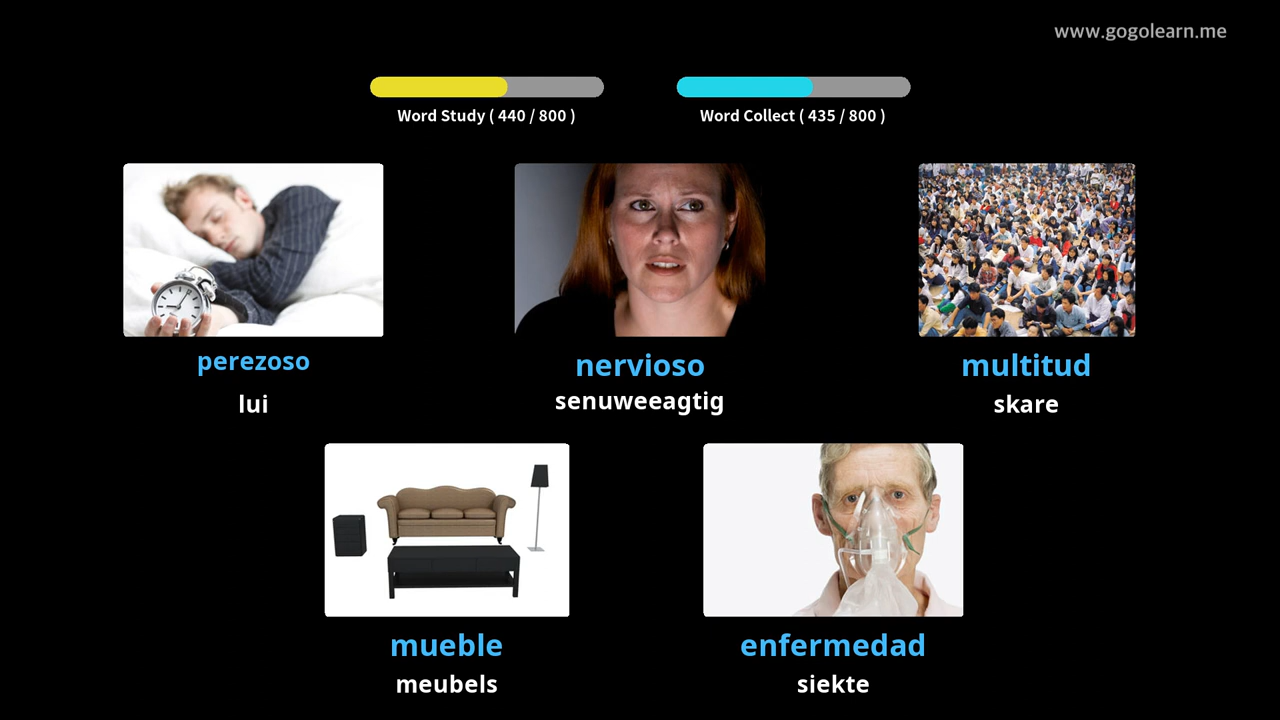 www.gogolearn.me
Word Study ( 440 / 800 )
Word Collect ( 435 / 800 )
perezoso
lui
nervioso
senuweeagtig
multitud
skare
mueble
meubels
enfermedad
siekte